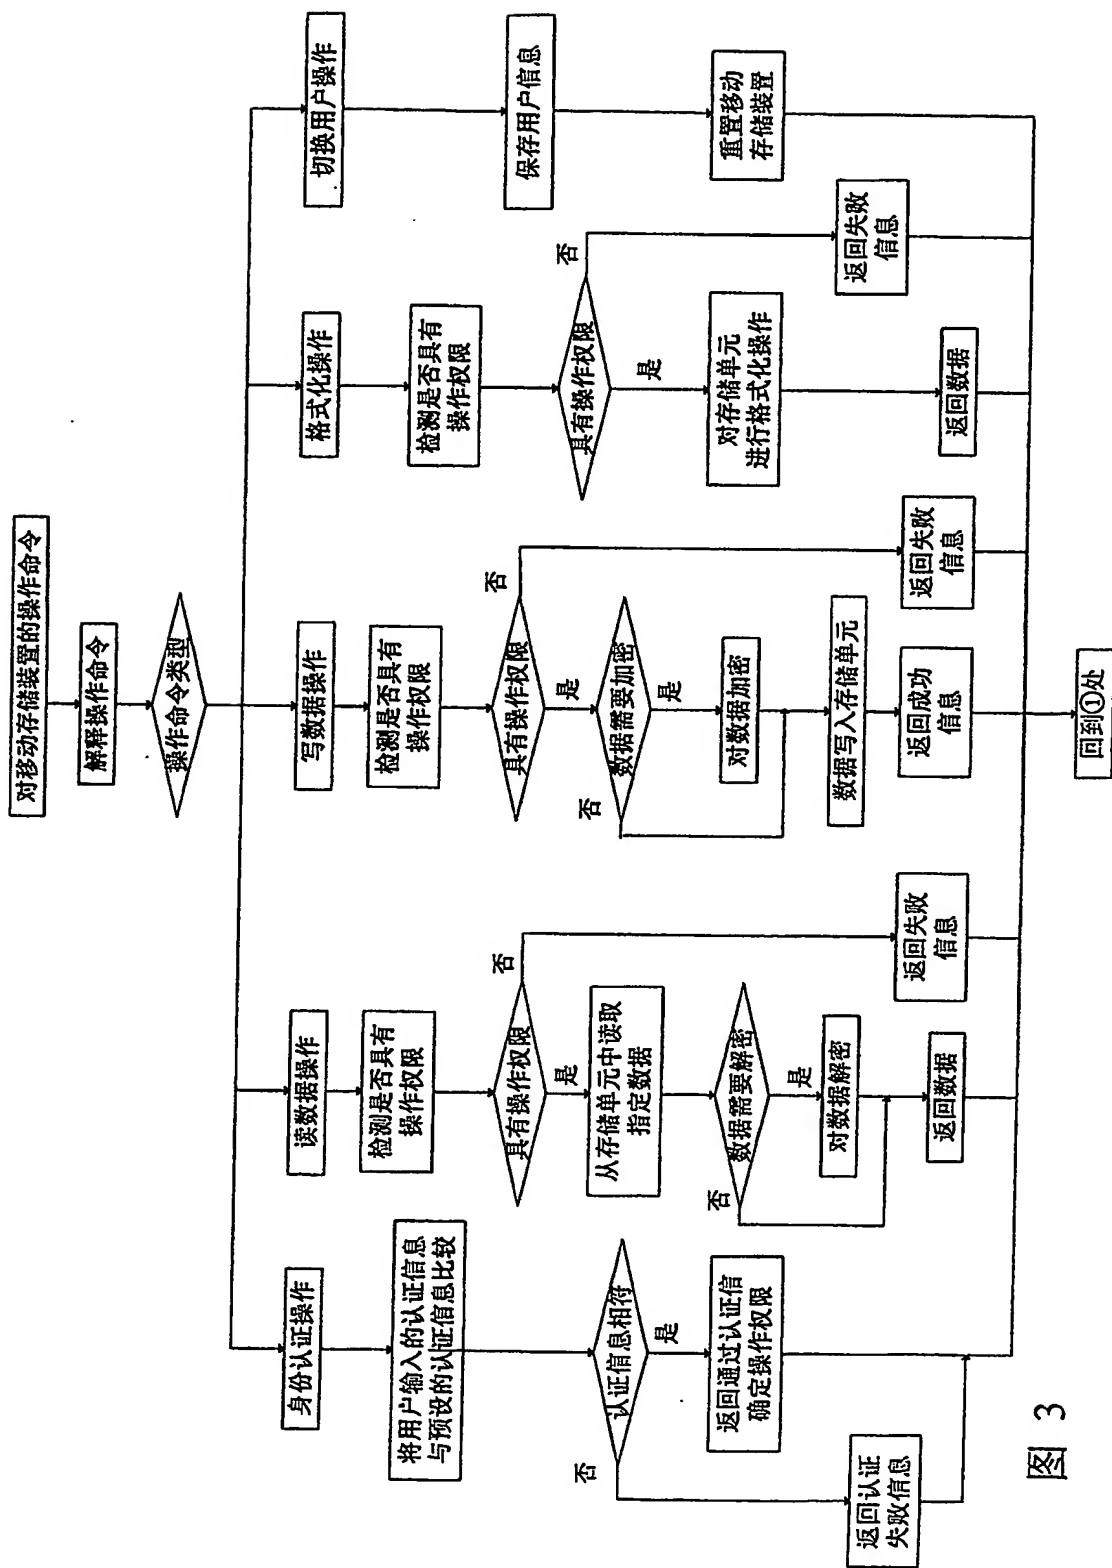 对移动存储装置的操作命令
解释操作命令
操作命令类型
身份认证操作
将用户输入的认证信息
与预设的认证信息比较
认证信息相符
否
是
返回通过认证信
确定操作权限
返回认证
失败信息
读数据操作
检测是否具有
操作权限
具有操作权限
否
是
从存储单元中读取
指定数据
数据需要解密
否
是
对数据解密
返回数据
返回失败
信息
写数据操作
检测是否具有
操作权限
具有操作权限
否
是
数据需要加密
否
是
对数据加密
数据写入存储单元
返回成功
信息
返回失败
信息
格式化操作
检测是否具有
操作权限
具有操作权限
否
是
对存储单元
进行格式化操作
返回数据
返回失败
信息
切换用户操作
保存用户信息
重置移动
存储装置
回到①处
图 3